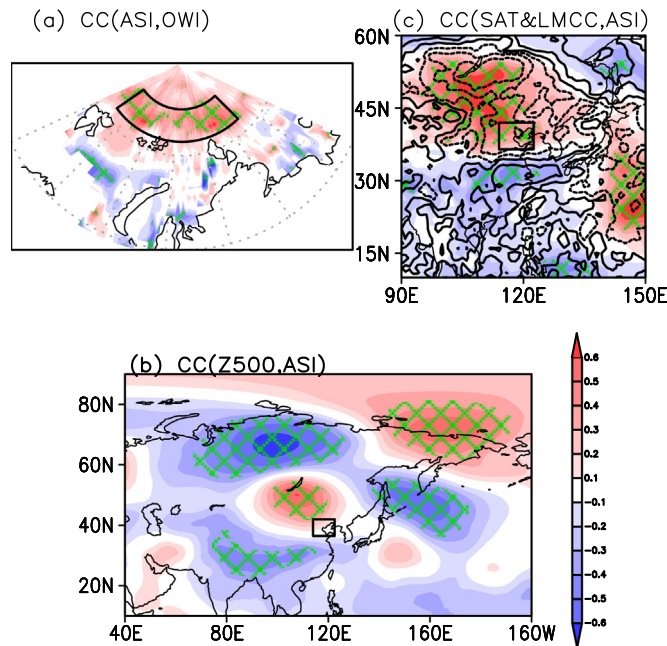 (a) CC(ASI,OWI)
(c) CC(SAT&LMCC,ASI)
60N
45N
30N
15N
90E 120E 150E
(b) CC(Z500,ASI)
80N
60N
40N
20N
40E 80E 120E 160E 160W
0.6
0.5
0.4
0.3
0.2
0.1
-0.1
-0.2
-0.3
-0.4
-0.5
-0.6